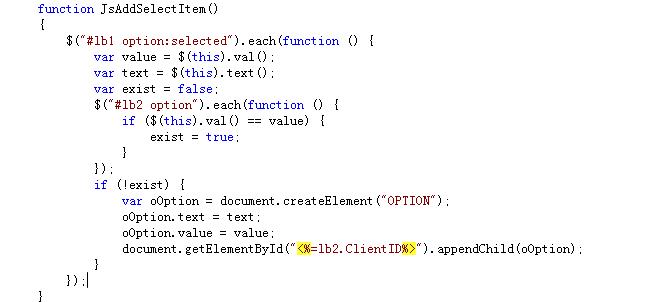 function JsAddSelectItem()
{
    $("#lb1 option:selected").each(function () {
        var value = $(this).val();
        var text = $(this).text();
        var exist = false;
        $("#lb2 option").each(function () {
            if ($(this).val() == value) {
                exist = true;
            }
        });
        if (!exist) {
            var oOption = document.createElement("OPTION");
            oOption.text = text;
            oOption.value = value;
            document.getElementById("<%=lb2.ClientID%>").appendChild(oOption);
        }
    });
}